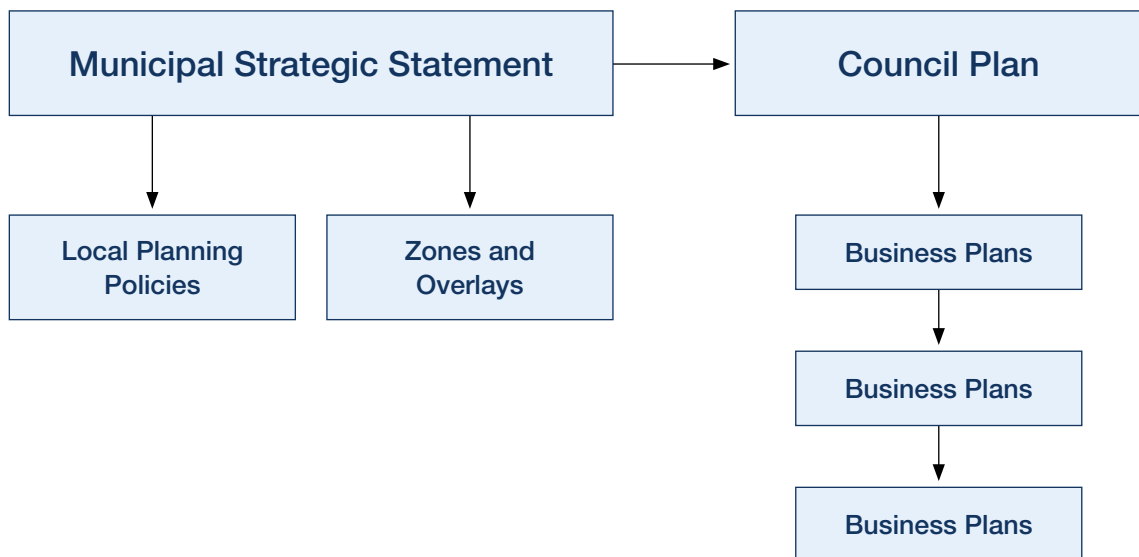 Municipal Strategic Statement
Council Plan
Local Planning
Policies
Zones and
Overlays
Business Plans
Business Plans
Business Plans